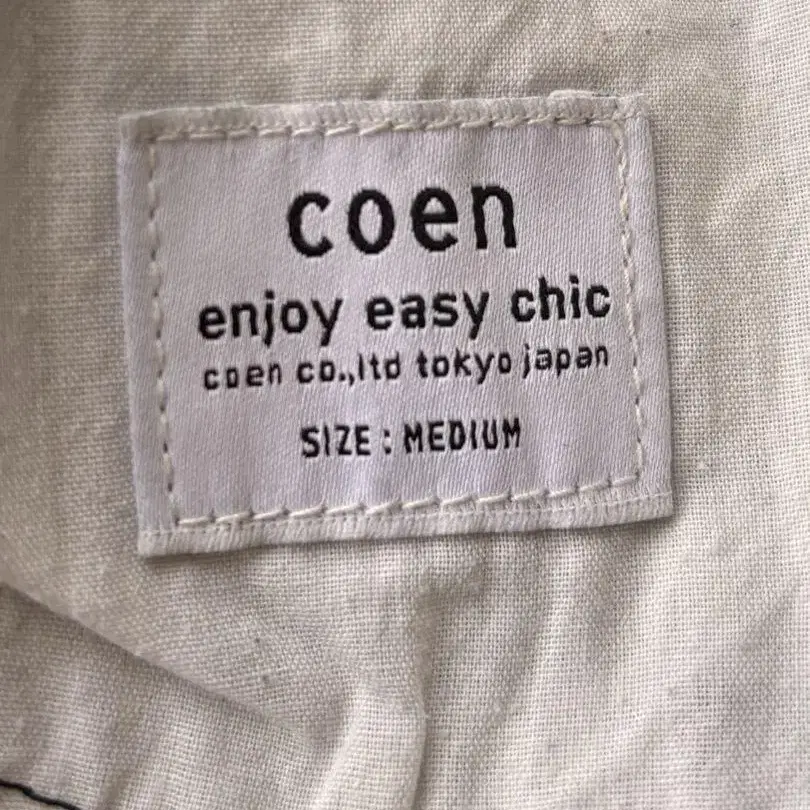 coen
enjoy easy chic
coen co.,ltd tokyo japan
SIZE : MEDIUM